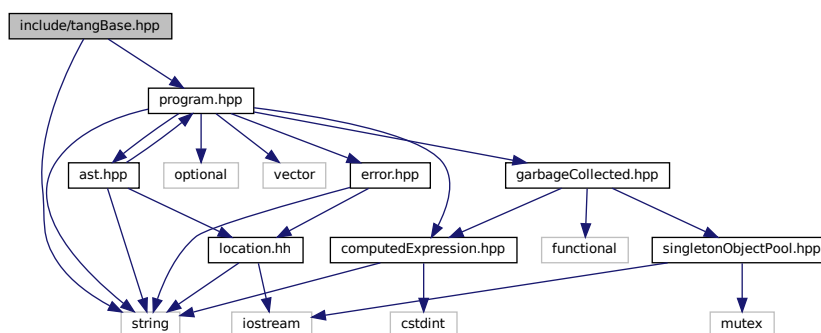 include/tangBase.hpp
program.hpp
ast.hpp
optional
vector
error.hpp
garbageCollected.hpp
location.hh
computedExpression.hpp
functional
singletonObjectPool.hpp
string
iostream
cstdint
mutex